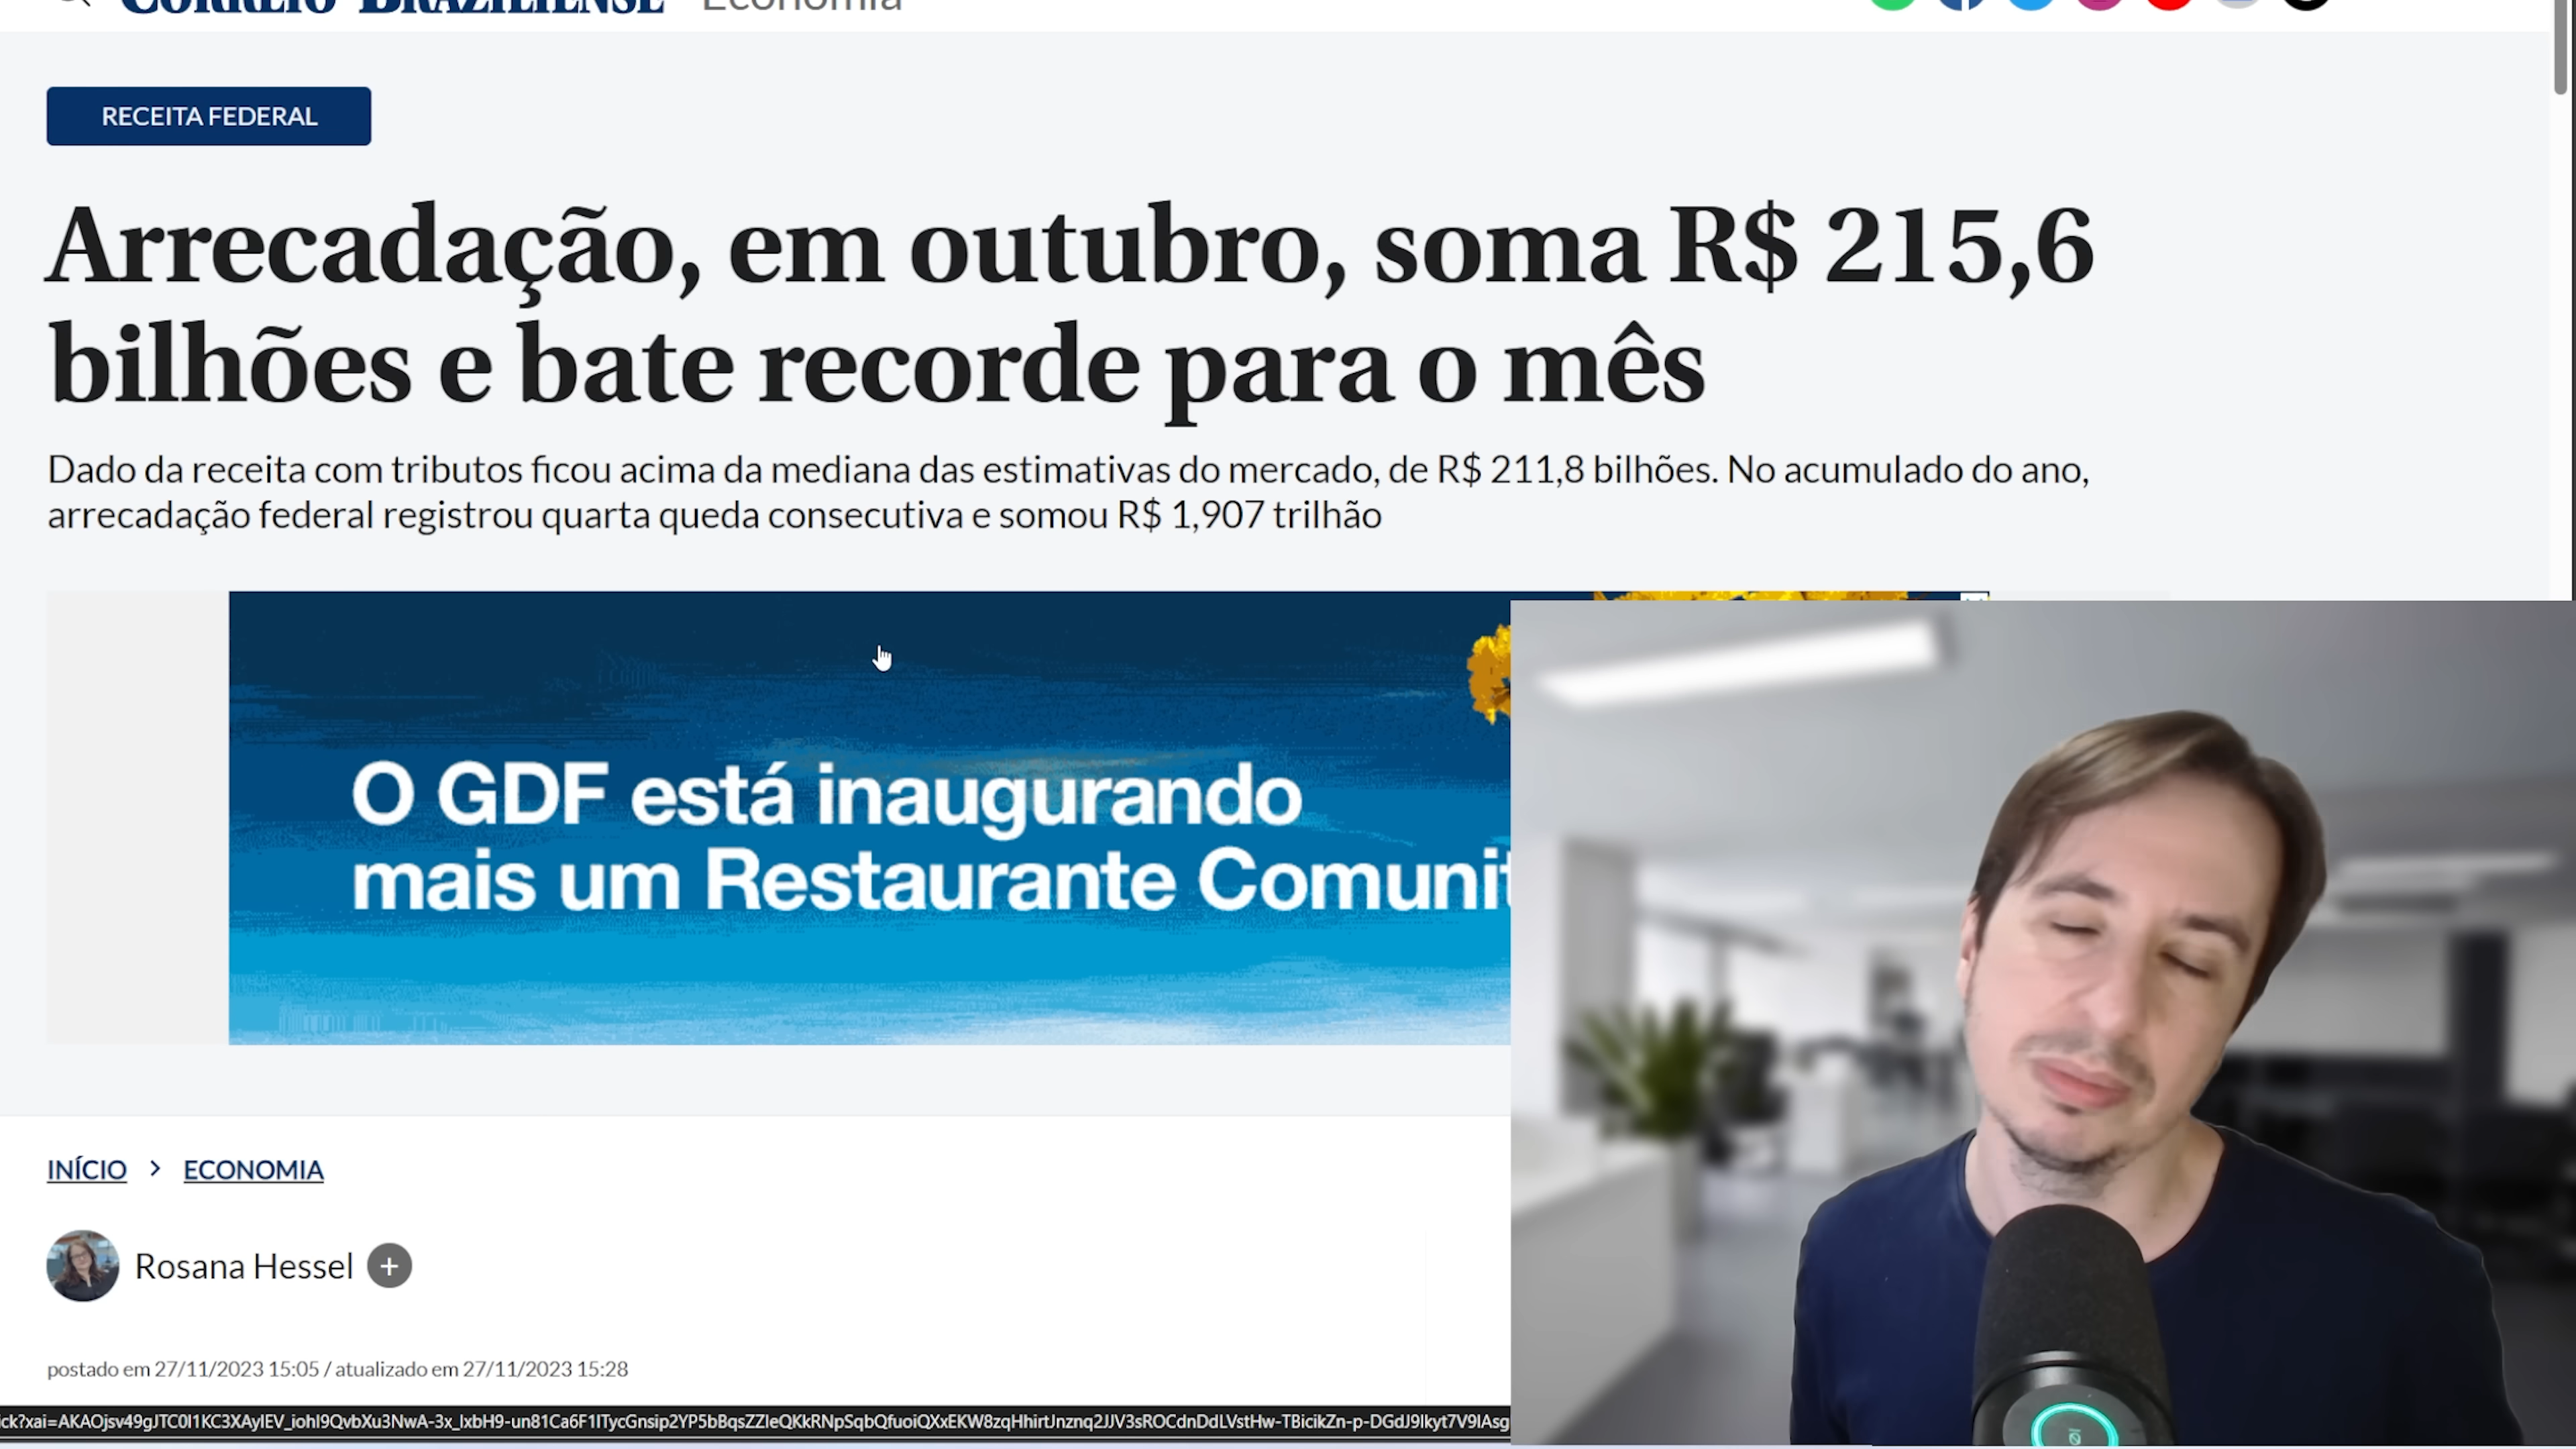 CORREIO BRAZILIENSE Economia
RECEITA FEDERAL
Arrecadação, em outubro, soma R$ 215,6
bilhões e bate recorde para o mês
Dado da receita com tributos ficou acima da mediana das estimativas do mercado, de R$ 211,8 bilhões. No acumulado do ano,
arrecadação federal registrou quarta queda consecutiva e somou R$ 1,907 trilhão
O GDF está inaugurando
mais um Restaurante Comunit
INÍCIO > ECONOMIA
Rosana Hessel +
postado em 27/11/2023 15:05 / atualizado em 27/11/2023 15:28